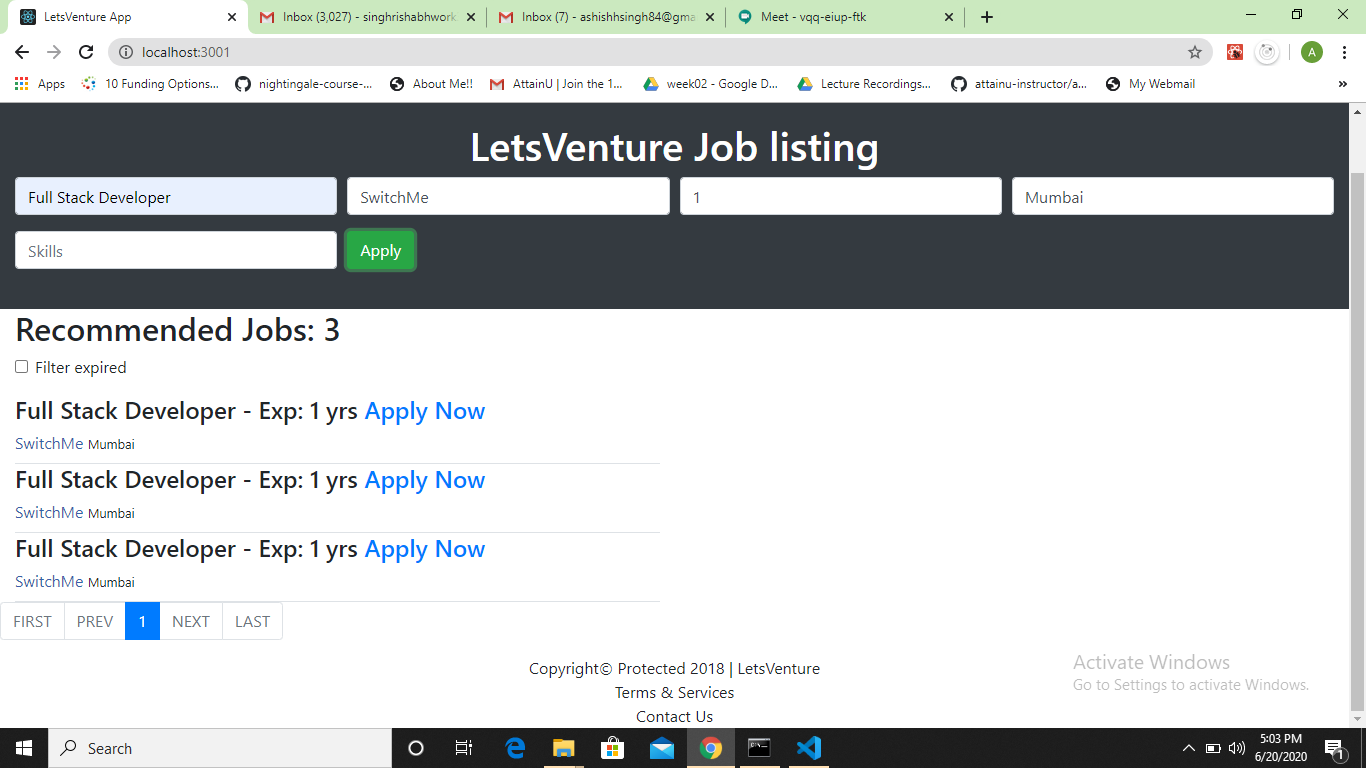 LetsVenture App
Inbox (3,027) - singhrishabhwork
Inbox (7) - ashishhsingh84@gma
Meet - vqq-eiup-ftk
localhost:3001
A
Apps
10 Funding Options...
nightingale-course-...
About Me!!
AttainU | Join the 1...
week02 - Google D...
Lecture Recordings...
attainu-instructor/a...
My Webmail
»
LetsVenture Job listing
Full Stack Developer
SwitchMe
1
Mumbai
Skills
Apply
Recommended Jobs: 3
Filter expired
Full Stack Developer - Exp: 1 yrs Apply Now
SwitchMe Mumbai
Full Stack Developer - Exp: 1 yrs Apply Now
SwitchMe Mumbai
Full Stack Developer - Exp: 1 yrs Apply Now
SwitchMe Mumbai
FIRST PREV 1 NEXT LAST
Copyright© Protected 2018 | LetsVenture
Terms & Services
Contact Us
Activate Windows
Go to Settings to activate Windows.
Search
5:03 PM
6/20/2020
1